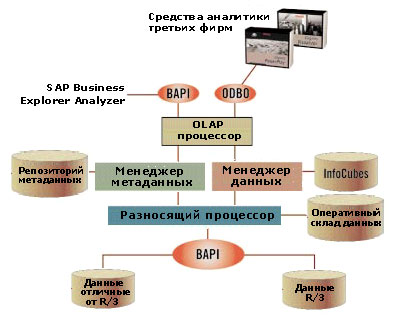 Средства аналитики
третьих фирм
SAP Business
Explorer Analyzer
BAPI
ODBO
OLAP
процессор
Репозиторий
метаданных
Менеджер
метаданных
Менеджер
данных
InfoCubes
Разносящий процессор
Оперативный
склад данных
BAPI
Данные
отличные
от R/3
Данные
R/3